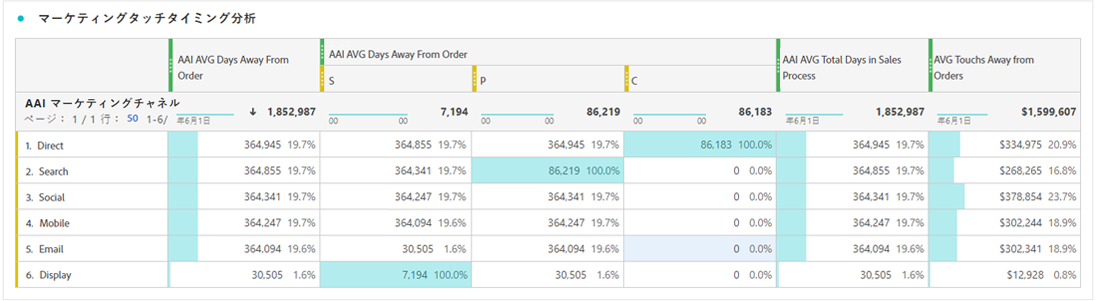 マーケティングタッチタイミング分析
AAI AVG Days Away From Order
AAI AVG Days Away From Order
S
P
C
AAI AVG Total Days in Sales Process
AVG Touchs Away from Orders
AAI マーケティングチャネル
ページ： 1 / 1 行： 50 1-6/
年6月1日 ↓ 1,852,987
00 00 7,194
00 00 86,219
00 00 86,183
年6月1日 1,852,987
年6月1日 $1,599,607
1. Direct 364,945 19.7% 364,855 19.7% 364,945 19.7% 86,183 100.0% 364,945 19.7% $334,975 20.9%
2. Search 364,855 19.7% 364,341 19.7% 86,219 100.0% 0 0.0% 364,855 19.7% $268,265 16.8%
3. Social 364,341 19.7% 364,247 19.7% 364,341 19.7% 0 0.0% 364,341 19.7% $378,854 23.7%
4. Mobile 364,247 19.7% 364,094 19.6% 364,247 19.7% 0 0.0% 364,247 19.7% $302,244 18.9%
5. Email 364,094 19.6% 30,505 1.6% 364,094 19.6% 0 0.0% 364,094 19.6% $302,341 18.9%
6. Display 30,505 1.6% 7,194 100.0% 30,505 1.6% 0 0.0% 30,505 1.6% $12,928 0.8%